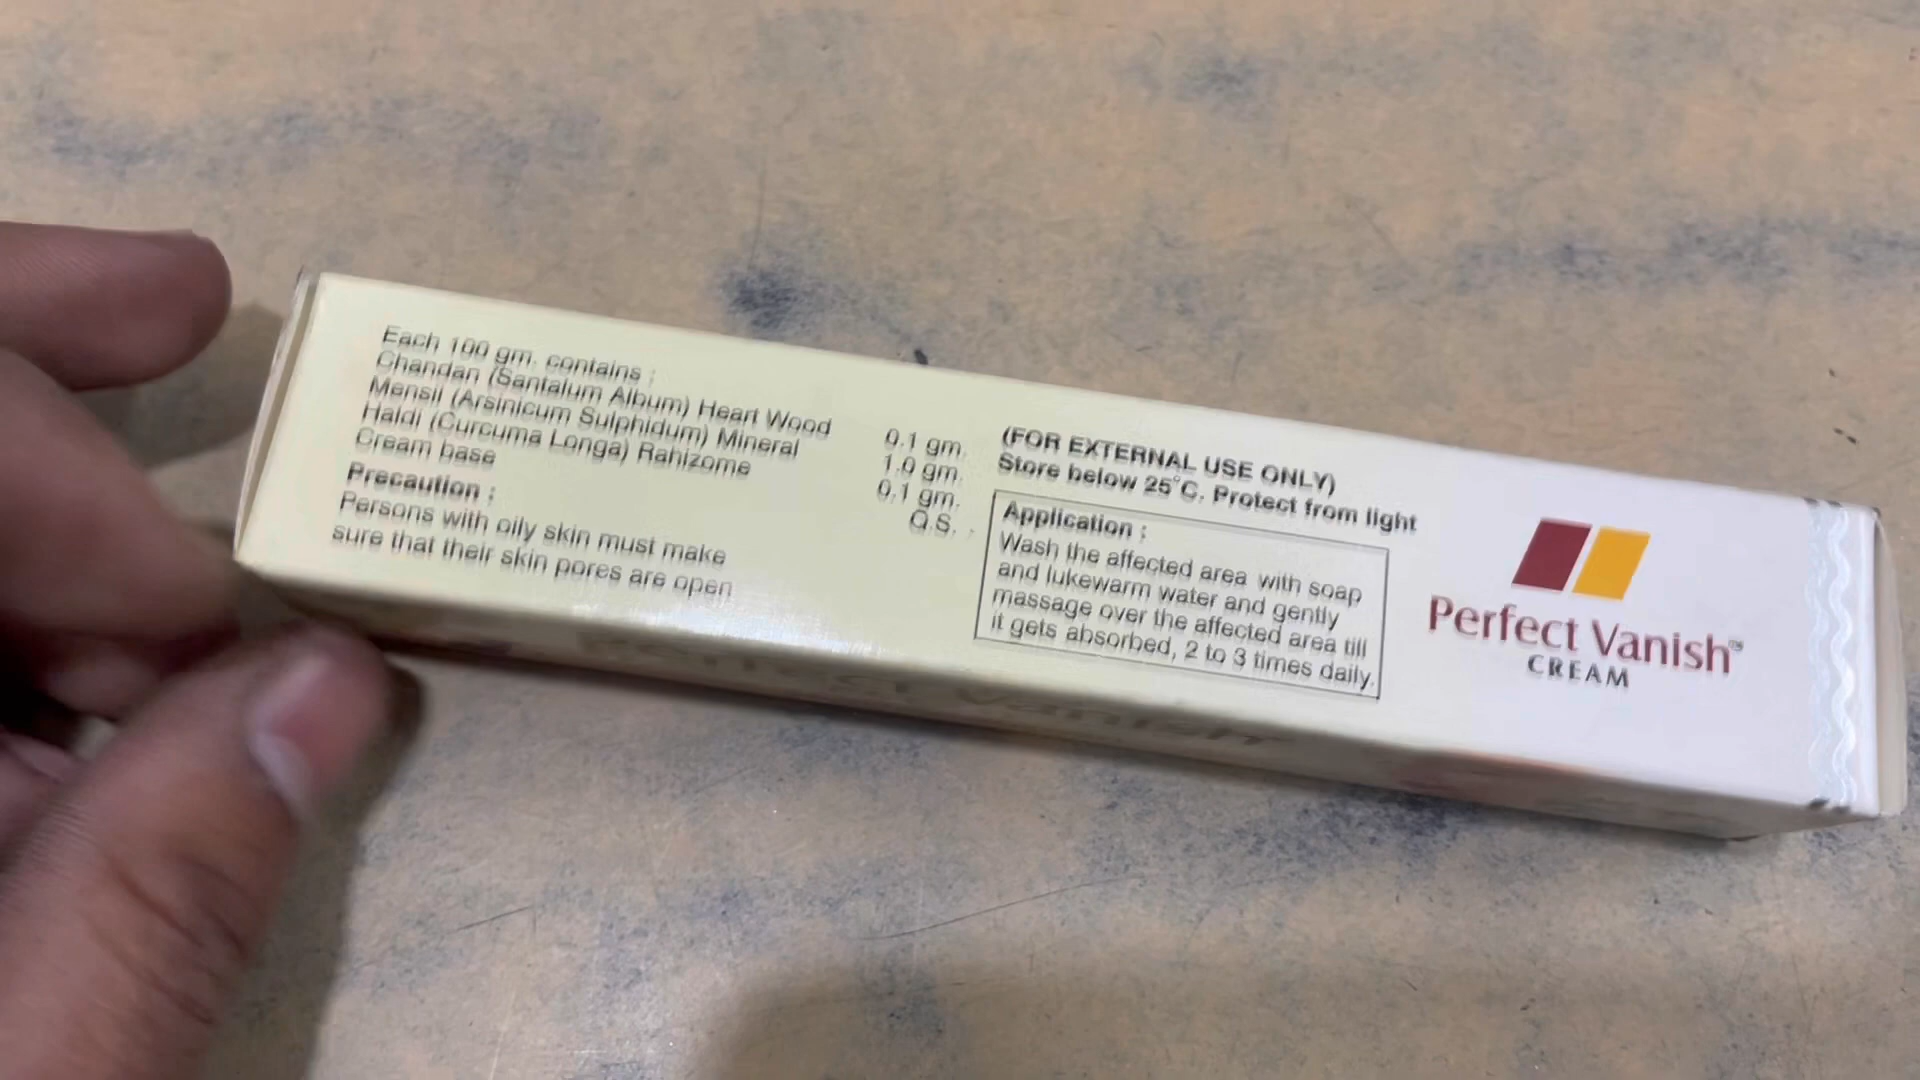 Each 100 gm. contains :
Chandan (Santalum Album) Heart Wood 0.1 gm.
Mensil (Arsinicum Sulphidum) Mineral 1.0 gm.
Haldi (Curcuma Longa) Rahizome 0.1 gm.
Cream base Q.S.
Precaution :
Persons with oily skin must make
sure that their skin pores are open
(FOR EXTERNAL USE ONLY)
Store below 25°C. Protect from light
Application :
Wash the affected area with soap
and lukewarm water and gently
massage over the affected area till
it gets absorbed, 2 to 3 times daily.
Perfect Vanish™
CREAM
Perfect Vanish